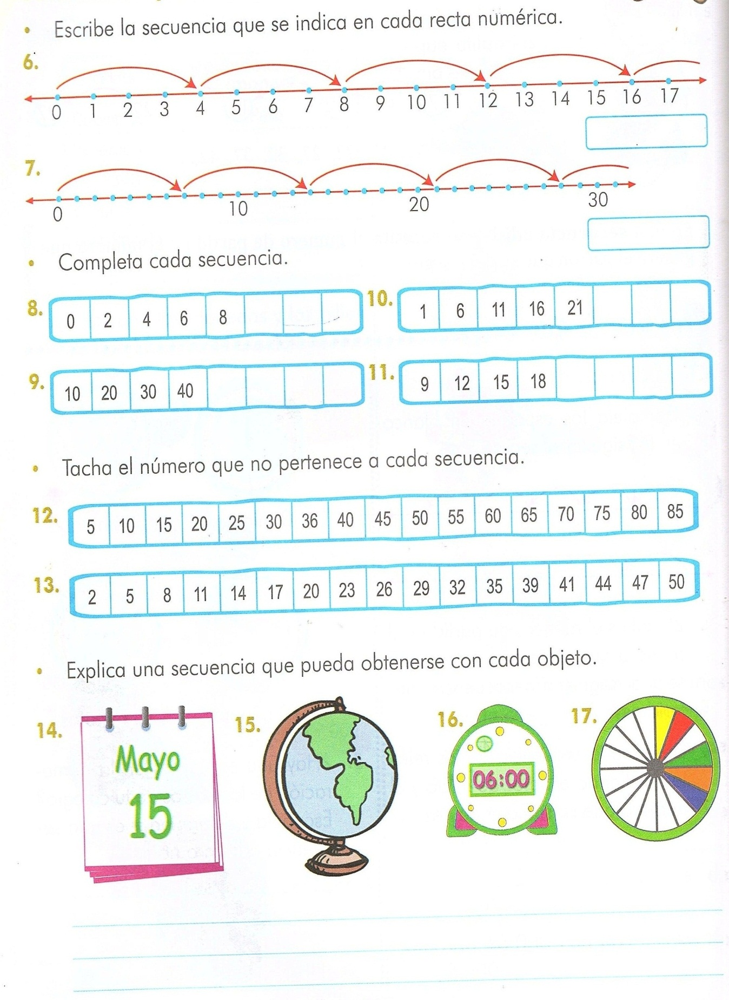 • Escribe la secuencia que se indica en cada recta numérica.
6.
0 1 2 3 4 5 6 7 8 9 10 11 12 13 14 15 16 17
7.
0 10 20 30
• Completa cada secuencia.
8. 0 2 4 6 8
10. 1 6 11 16 21
9. 10 20 30 40
11. 9 12 15 18
• Tacha el número que no pertenece a cada secuencia.
12. 5 10 15 20 25 30 36 40 45 50 55 60 65 70 75 80 85
13. 2 5 8 11 14 17 20 23 26 29 32 35 39 41 44 47 50
• Explica una secuencia que pueda obtenerse con cada objeto.
14.
Mayo
15
15.
16.
06:00
17.